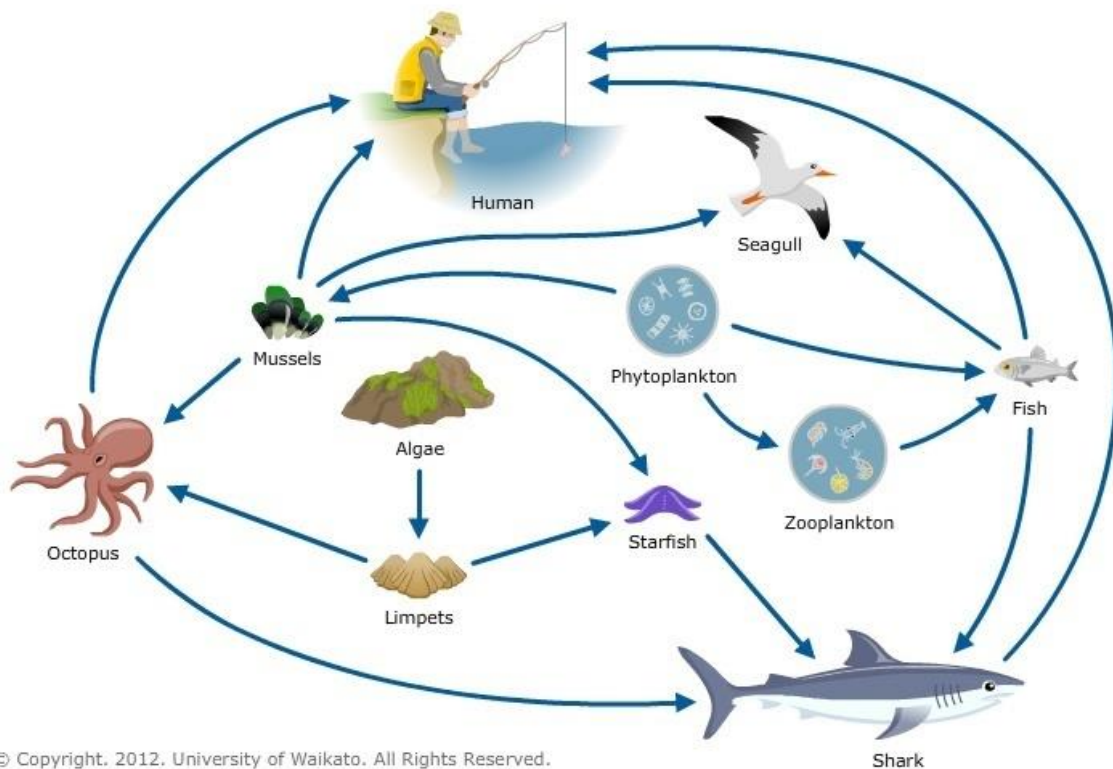 Human
Seagull
Mussels
Phytoplankton
Fish
Algae
Zooplankton
Starfish
Octopus
Limpets
Shark
© Copyright. 2012. University of Waikato. All Rights Reserved.